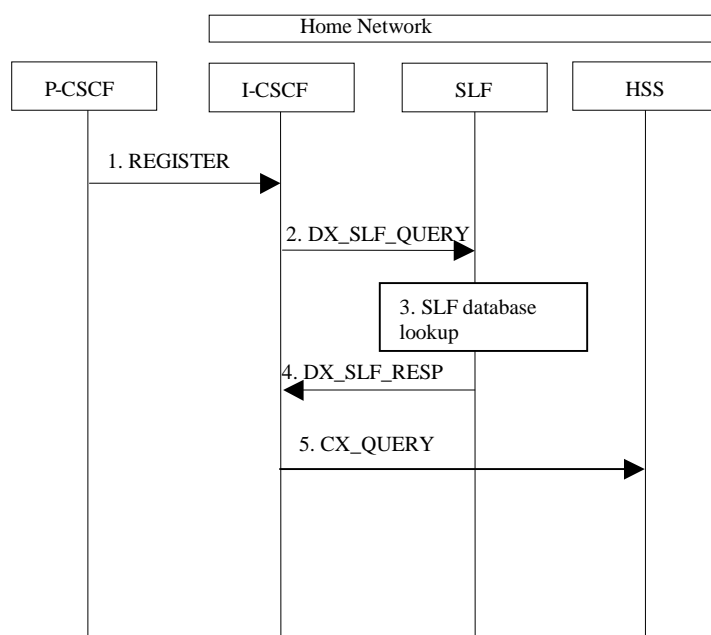 Home Network
P-CSCF
I-CSCF
SLF
HSS
1. REGISTER
2. DX_SLF_QUERY
3. SLF database
lookup
4. DX_SLF_RESP
5. CX_QUERY